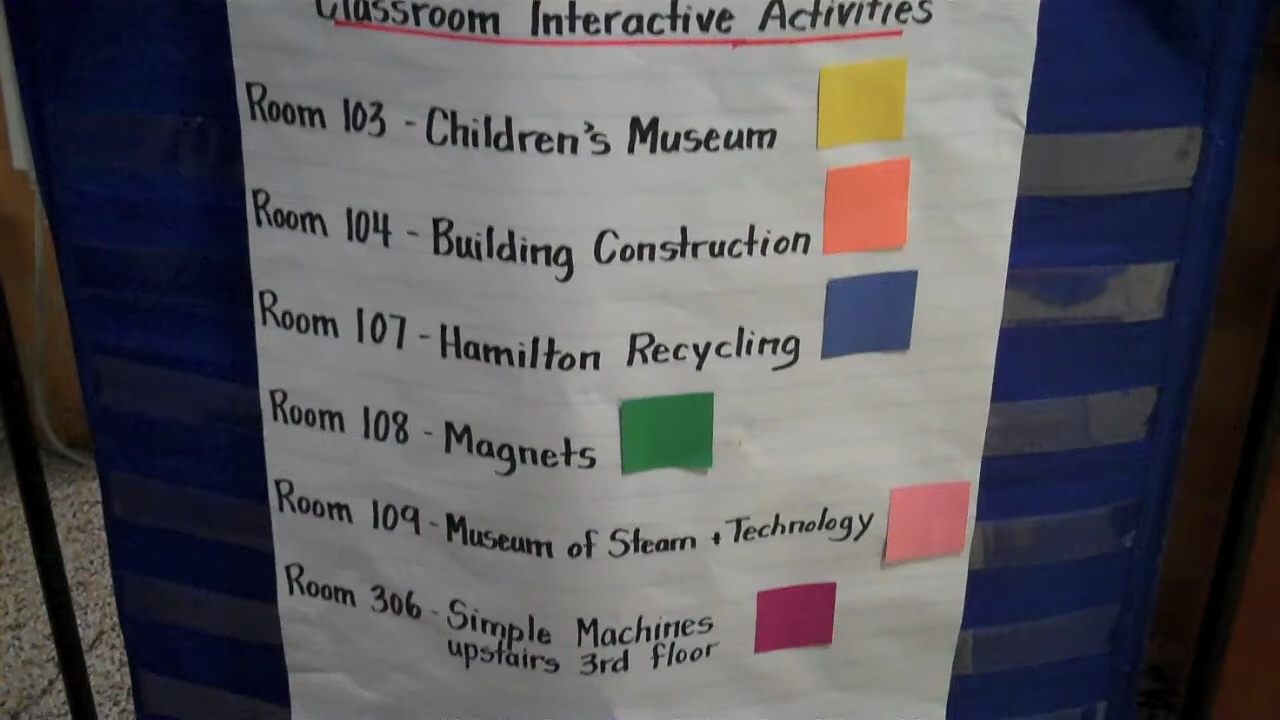 Classroom Interactive Activities
Room 103 - Children's Museum
Room 104 - Building Construction
Room 107 - Hamilton Recycling
Room 108 - Magnets
Room 109 - Museum of Steam + Technology
Room 306 - Simple Machines
upstairs 3rd floor